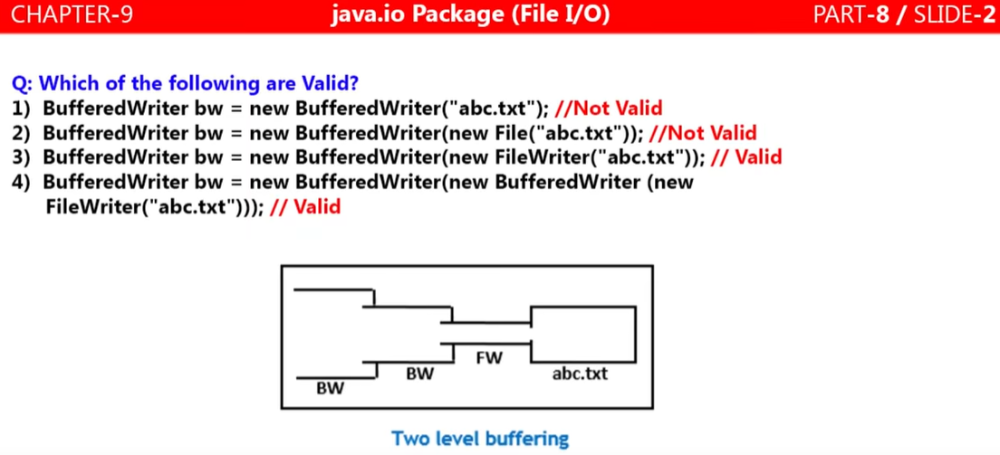 CHAPTER-9 java.io Package (File I/O) PART-8 / SLIDE-2
Q: Which of the following are Valid?
1) BufferedWriter bw = new BufferedWriter("abc.txt"); //Not Valid
2) BufferedWriter bw = new BufferedWriter(new File("abc.txt")); //Not Valid
3) BufferedWriter bw = new BufferedWriter(new FileWriter("abc.txt")); // Valid
4) BufferedWriter bw = new BufferedWriter(new BufferedWriter (new
FileWriter("abc.txt"))); // Valid
BW
BW
FW
abc.txt
Two level buffering